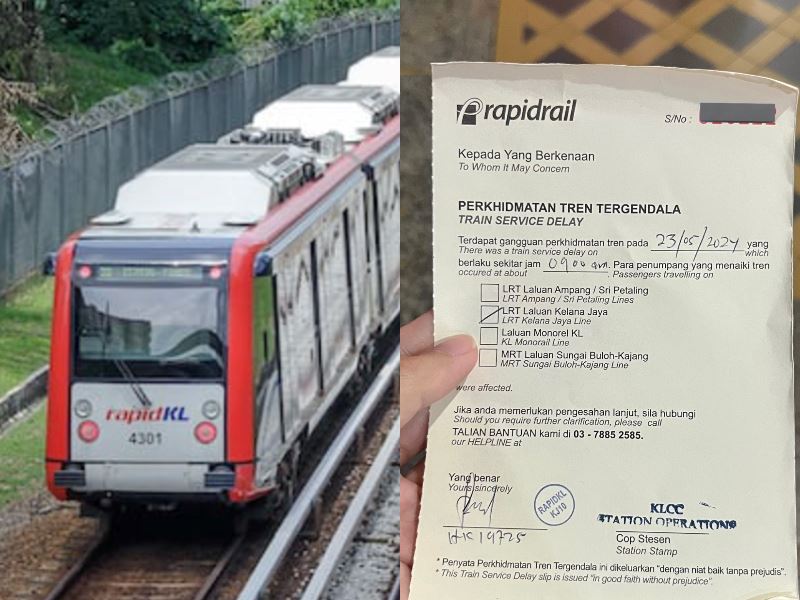 rapidKL
4301
rapidrail
S/No :
Kepada Yang Berkenaan
To Whom It May Concern
PERKHIDMATAN TREN TERGENDALA
TRAIN SERVICE DELAY
Terdapat gangguan perkhidmatan tren pada 23/05/2024 yang
There was a train service delay on which
berlaku sekitar jam 0900 am. Para penumpang yang menaiki tren
occured at about Passengers travelling on
LRT Laluan Ampang / Sri Petaling
LRT Ampang / Sri Petaling Lines
LRT Laluan Kelana Jaya
LRT Kelana Jaya Line
Laluan Monorel KL
KL Monorail Line
MRT Laluan Sungai Buloh-Kajang
MRT Sungai Buloh-Kajang Line
were affected.
Jika anda memerlukan pengesahan lanjut, sila hubungi
Should you require further clarification, please call
TALIAN BANTUAN kami di 03 - 7885 2585.
our HELPLINE at
Yang benar
Yours sincerely
RAPIDKL
KJ10
KLCC
STATION OPERATIONS
HK19725
Cop Stesen
Station Stamp
* Penyata Perkhidmatan Tren Tergendala ini dikeluarkan "dengan niat baik tanpa prejudis".
* This Train Service Delay slip is issued "in good faith without prejudice".